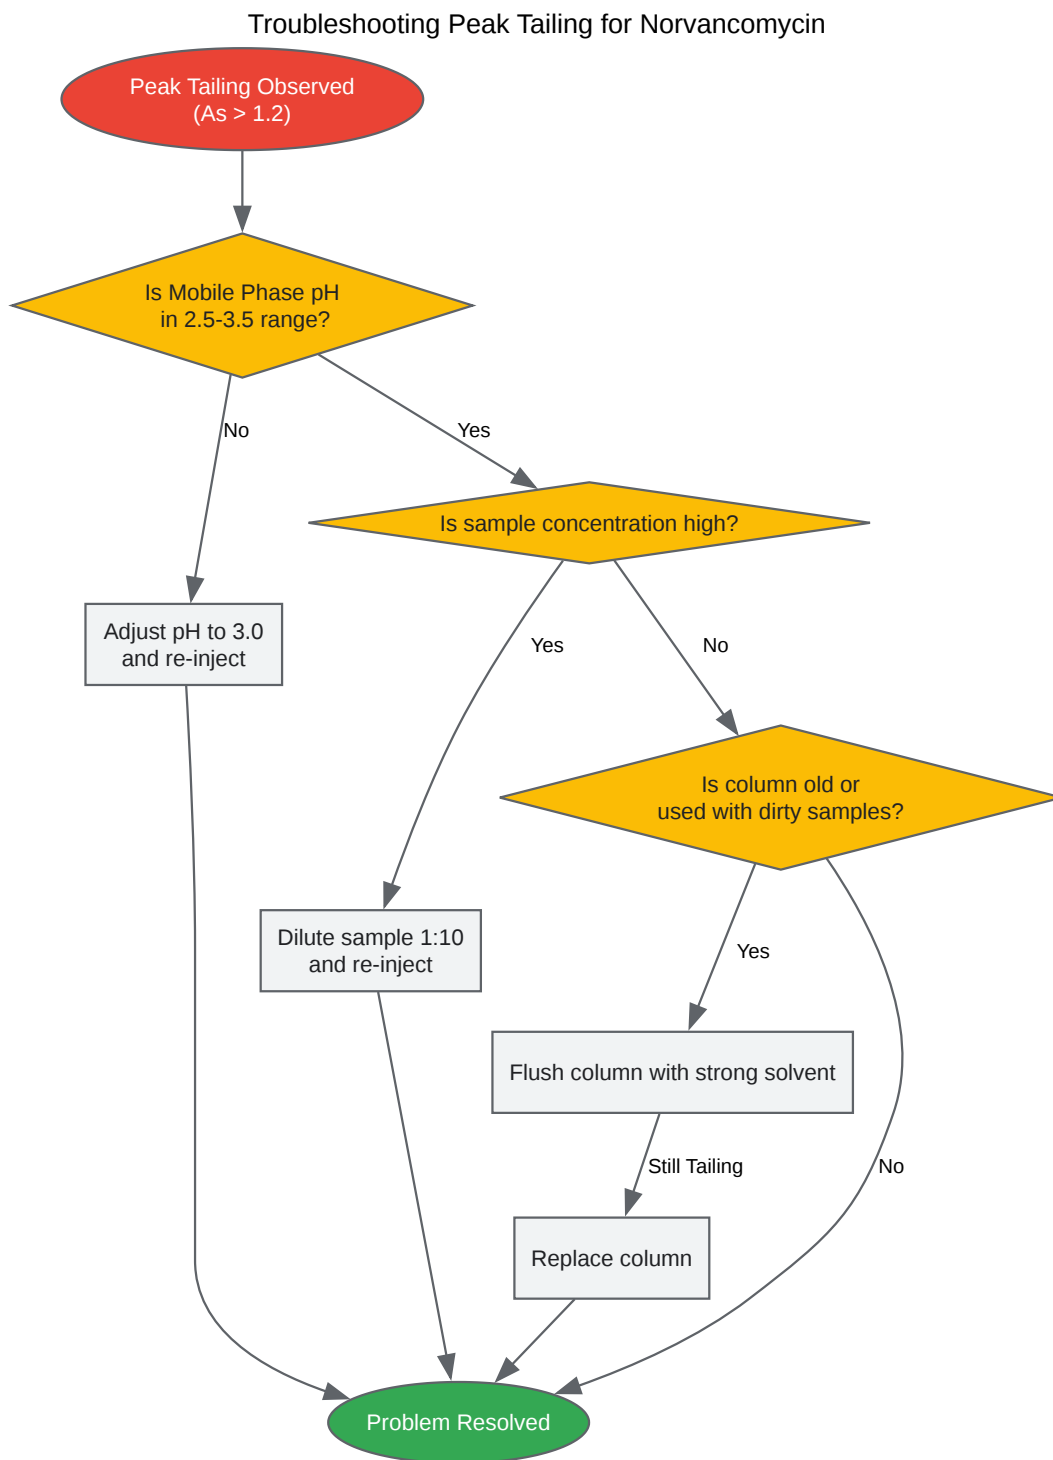 Troubleshooting Peak Tailing for Norvancomycin
Peak Tailing Observed
(As > 1.2)
Is Mobile Phase pH
in 2.5-3.5 range?
No
Yes
Is sample concentration high?
Adjust pH to 3.0
and re-inject
Yes
No
Is column old or
used with dirty samples?
Dilute sample 1:10
and re-inject
Yes
Flush column with strong solvent
Still Tailing
No
Replace column
Problem Resolved